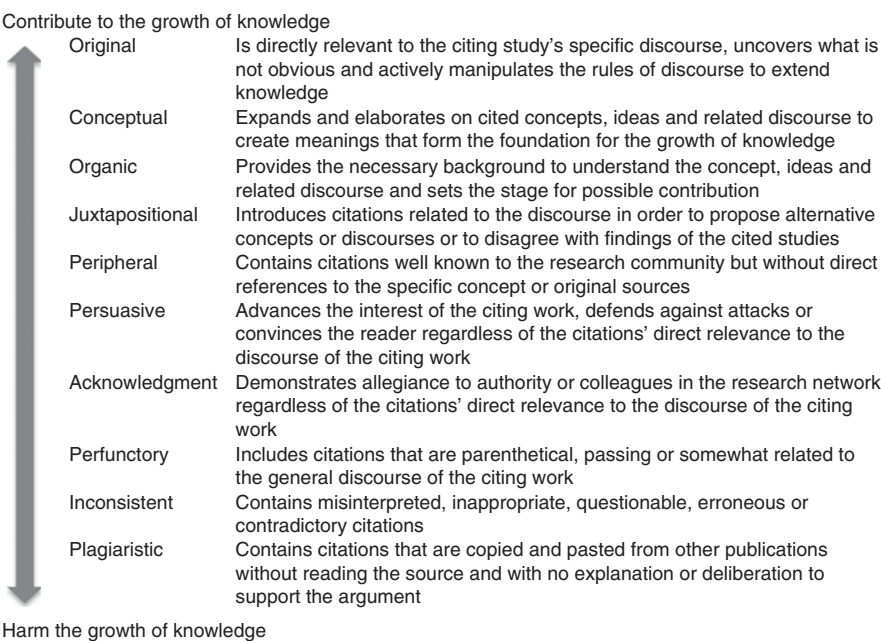 Contribute to the growth of knowledge
Original Is directly relevant to the citing study's specific discourse, uncovers what is
not obvious and actively manipulates the rules of discourse to extend
knowledge
Conceptual Expands and elaborates on cited concepts, ideas and related discourse to
create meanings that form the foundation for the growth of knowledge
Organic Provides the necessary background to understand the concept, ideas and
related discourse and sets the stage for possible contribution
Juxtapositional Introduces citations related to the discourse in order to propose alternative
concepts or discourses or to disagree with findings of the cited studies
Peripheral Contains citations well known to the research community but without direct
references to the specific concept or original sources
Persuasive Advances the interest of the citing work, defends against attacks or
convinces the reader regardless of the citations' direct relevance to the
discourse of the citing work
Acknowledgment Demonstrates allegiance to authority or colleagues in the research network
regardless of the citations' direct relevance to the discourse of the citing
work
Perfunctory Includes citations that are parenthetical, passing or somewhat related to
the general discourse of the citing work
Inconsistent Contains misinterpreted, inappropriate, questionable, erroneous or
contradictory citations
Plagiaristic Contains citations that are copied and pasted from other publications
without reading the source and with no explanation or deliberation to
support the argument
Harm the growth of knowledge